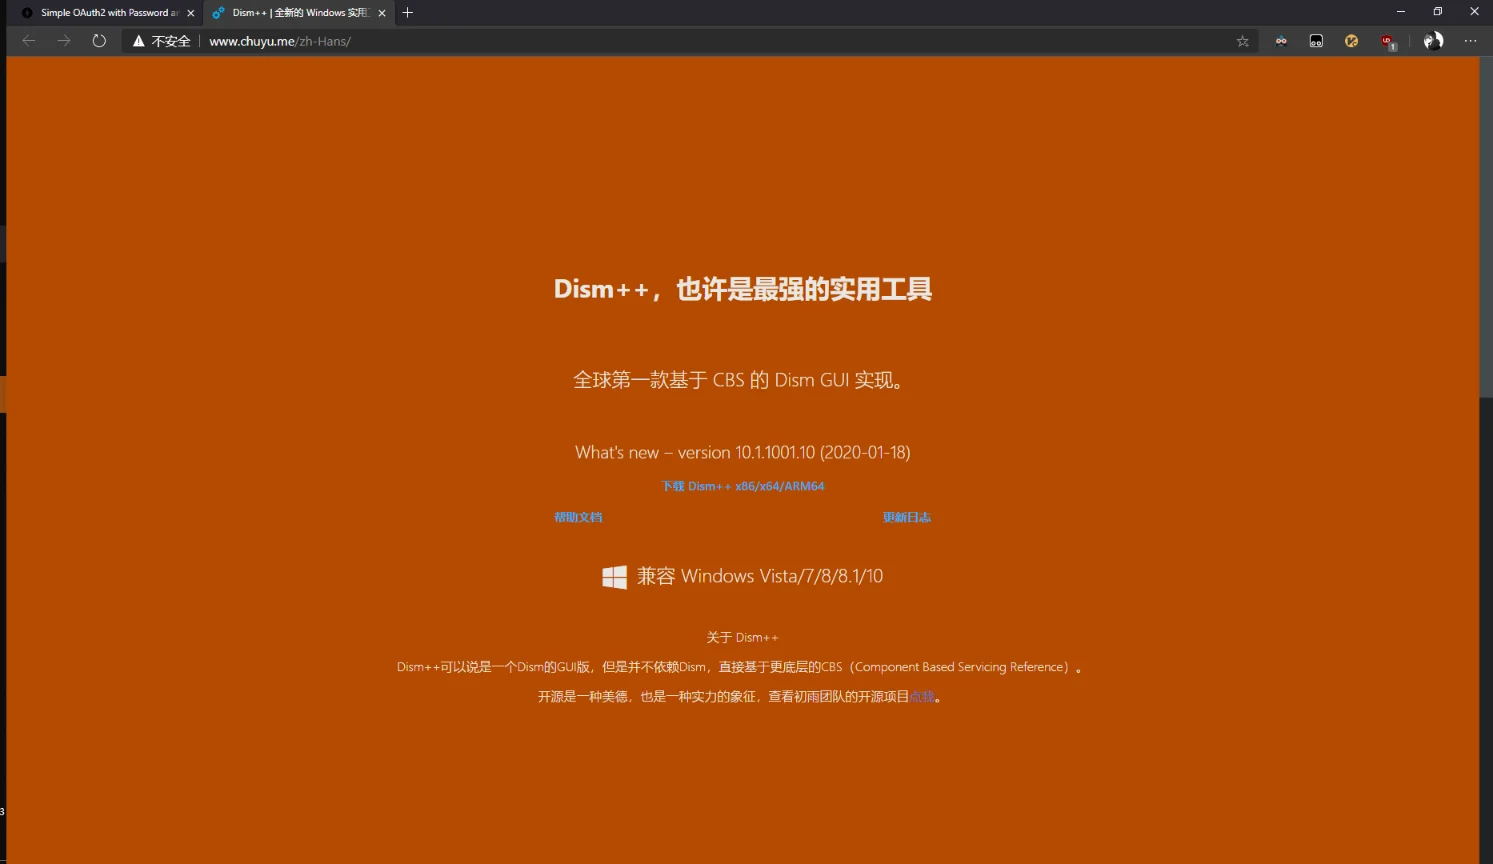 Simple OAuth2 with Password an
Dism++ | 全新的 Windows 实用工
不安全 www.chuyu.me/zh-Hans/
1
Dism++，也许是最强的实用工具
全球第一款基于 CBS 的 Dism GUI 实现。
What's new – version 10.1.1001.10 (2020-01-18)
下载 Dism++ x86/x64/ARM64
帮助文档 更新日志
兼容 Windows Vista/7/8/8.1/10
关于 Dism++
Dism++可以说是一个Dism的GUI版，但是并不依赖Dism，直接基于更底层的CBS（Component Based Servicing Reference）。
开源是一种美德，也是一种实力的象征，查看初雨团队的开源项目点我。
3